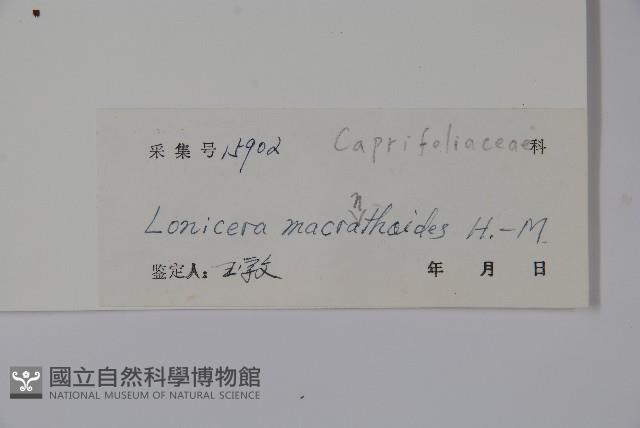 采集号 15902 Caprifoliaceae 科
Lonicera macranthoides H.-M.
鉴定人: 年 月 日
國立自然科學博物館
NATIONAL MUSEUM OF NATURAL SCIENCE